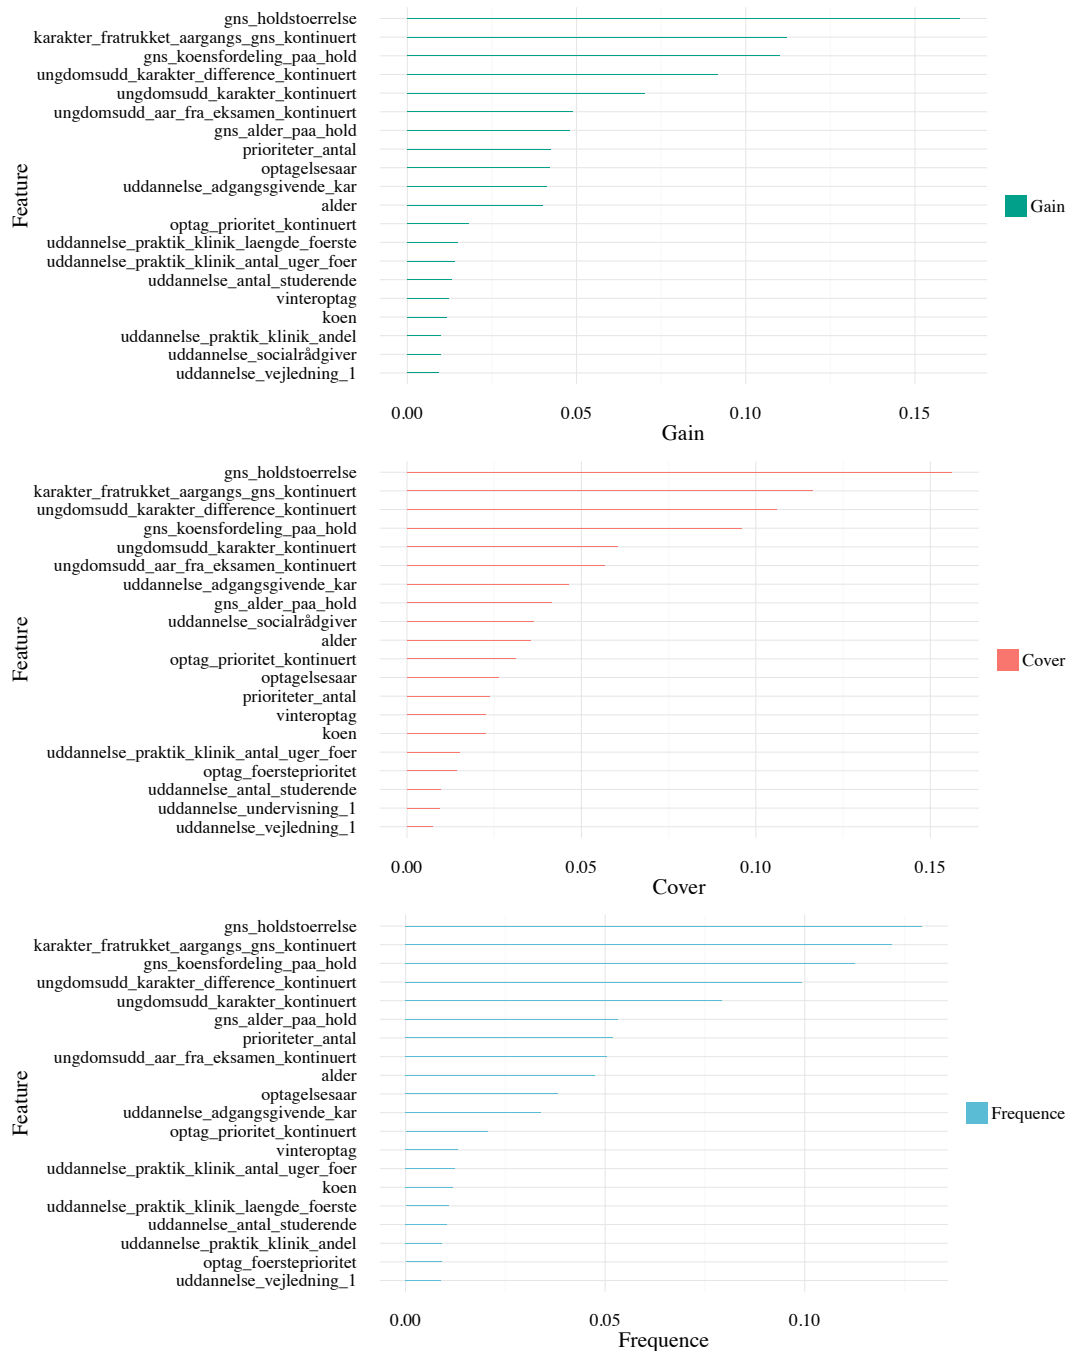 gns_holdstoerrelse
karakter_fratrukket_aargangs_gns_kontinuert
gns_koensfordeling_paa_hold
ungdomsudd_karakter_difference_kontinuert
ungdomsudd_karakter_kontinuert
ungdomsudd_aar_fra_eksamen_kontinuert
gns_alder_paa_hold
prioriteter_antal
optagelsesaar
uddannelse_adgangsgivende_kar
alder
optag_prioritet_kontinuert
uddannelse_praktik_klinik_laengde_foerste
uddannelse_praktik_klinik_antal_uger_foer
uddannelse_antal_studerende
vinteroptag
koen
uddannelse_praktik_klinik_andel
uddannelse_socialrådgiver
uddannelse_vejledning_1
Feature
Gain
0.00 0.05 0.10 0.15
Gain
gns_holdstoerrelse
karakter_fratrukket_aargangs_gns_kontinuert
ungdomsudd_karakter_difference_kontinuert
gns_koensfordeling_paa_hold
ungdomsudd_karakter_kontinuert
ungdomsudd_aar_fra_eksamen_kontinuert
uddannelse_adgangsgivende_kar
gns_alder_paa_hold
uddannelse_socialrådgiver
alder
optag_prioritet_kontinuert
optagelsesaar
prioriteter_antal
vinteroptag
koen
uddannelse_praktik_klinik_antal_uger_foer
optag_foersteprioritet
uddannelse_antal_studerende
uddannelse_undervisning_1
uddannelse_vejledning_1
Feature
Cover
0.00 0.05 0.10 0.15
Cover
gns_holdstoerrelse
karakter_fratrukket_aargangs_gns_kontinuert
gns_koensfordeling_paa_hold
ungdomsudd_karakter_difference_kontinuert
ungdomsudd_karakter_kontinuert
gns_alder_paa_hold
prioriteter_antal
ungdomsudd_aar_fra_eksamen_kontinuert
alder
optagelsesaar
uddannelse_adgangsgivende_kar
optag_prioritet_kontinuert
vinteroptag
uddannelse_praktik_klinik_antal_uger_foer
koen
uddannelse_praktik_klinik_laengde_foerste
uddannelse_antal_studerende
uddannelse_praktik_klinik_andel
optag_foersteprioritet
uddannelse_vejledning_1
Feature
Frequence
0.00 0.05 0.10
Frequence